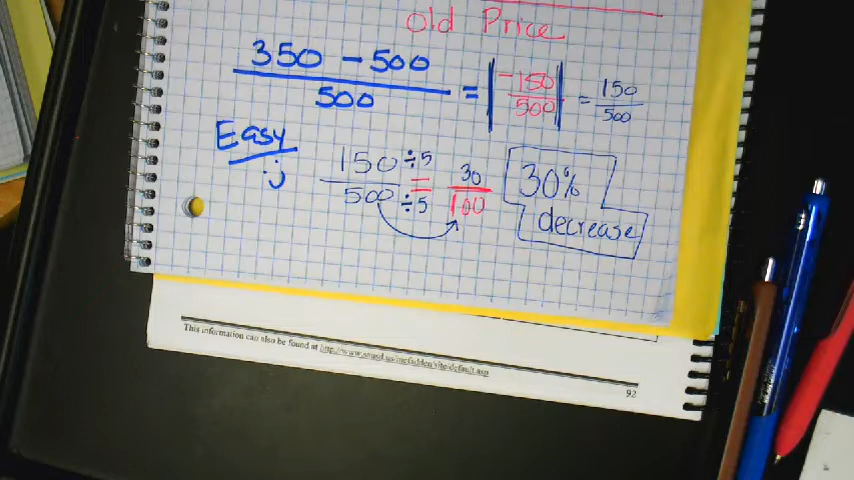 Old Price
350 - 500 / 500 = |-150 / 500| = 150 / 500
Easy
150 ÷5 / 500 ÷5 = 30 / 100
30%
decrease
This information can also be found at
92